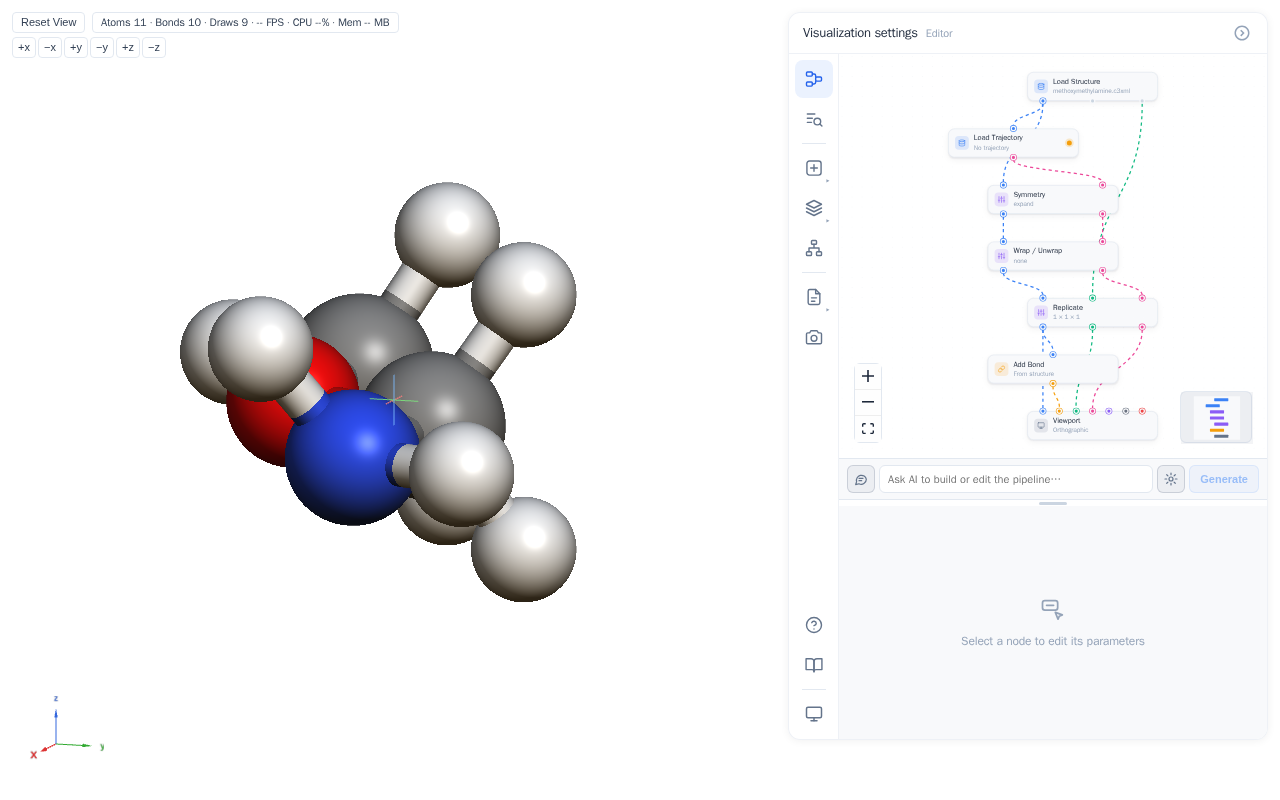 Reset View
Atoms 11 · Bonds 10 · Draws 9 · -- FPS · CPU --% · Mem -- MB
+x −x +y −y +z −z
Visualization settings Editor
Load Structure
methoxymethylamine.c3xml
Load Trajectory
No trajectory
Symmetry
expand
Wrap / Unwrap
none
Replicate
1 × 1 × 1
Add Bond
From structure
Viewport
Orthographic
Ask AI to build or edit the pipeline···
Generate
Select a node to edit its parameters
z
y
x